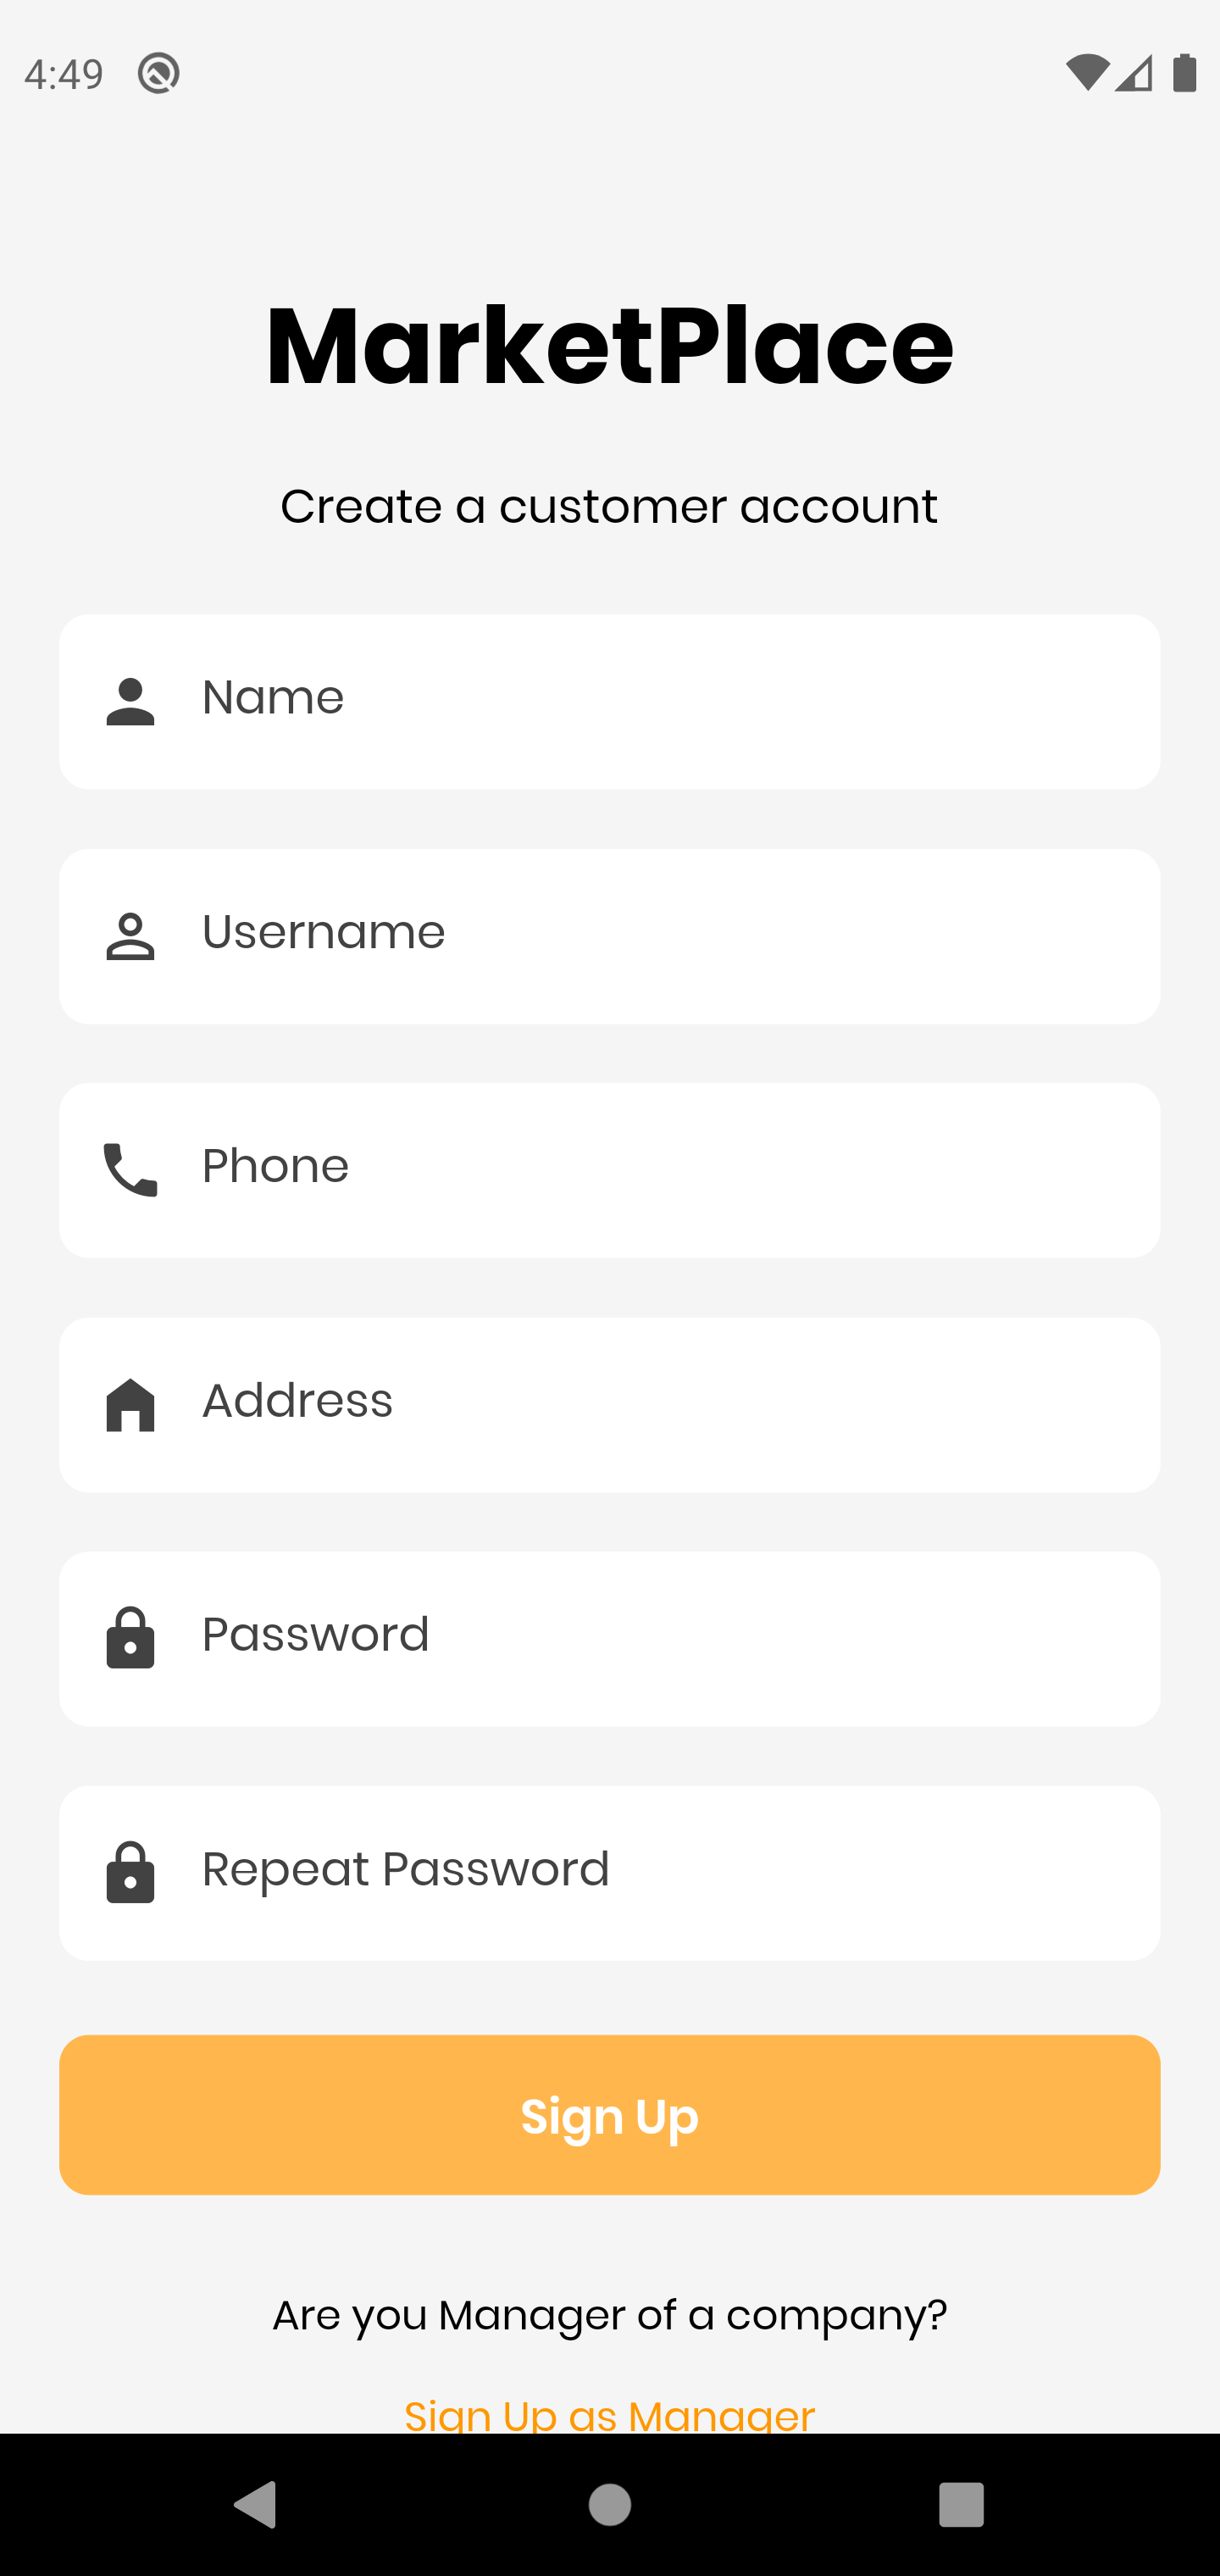 4:49
MarketPlace
Create a customer account
Name
Username
Phone
Address
Password
Repeat Password
Sign Up
Are you Manager of a company?
Sign Up as Manager